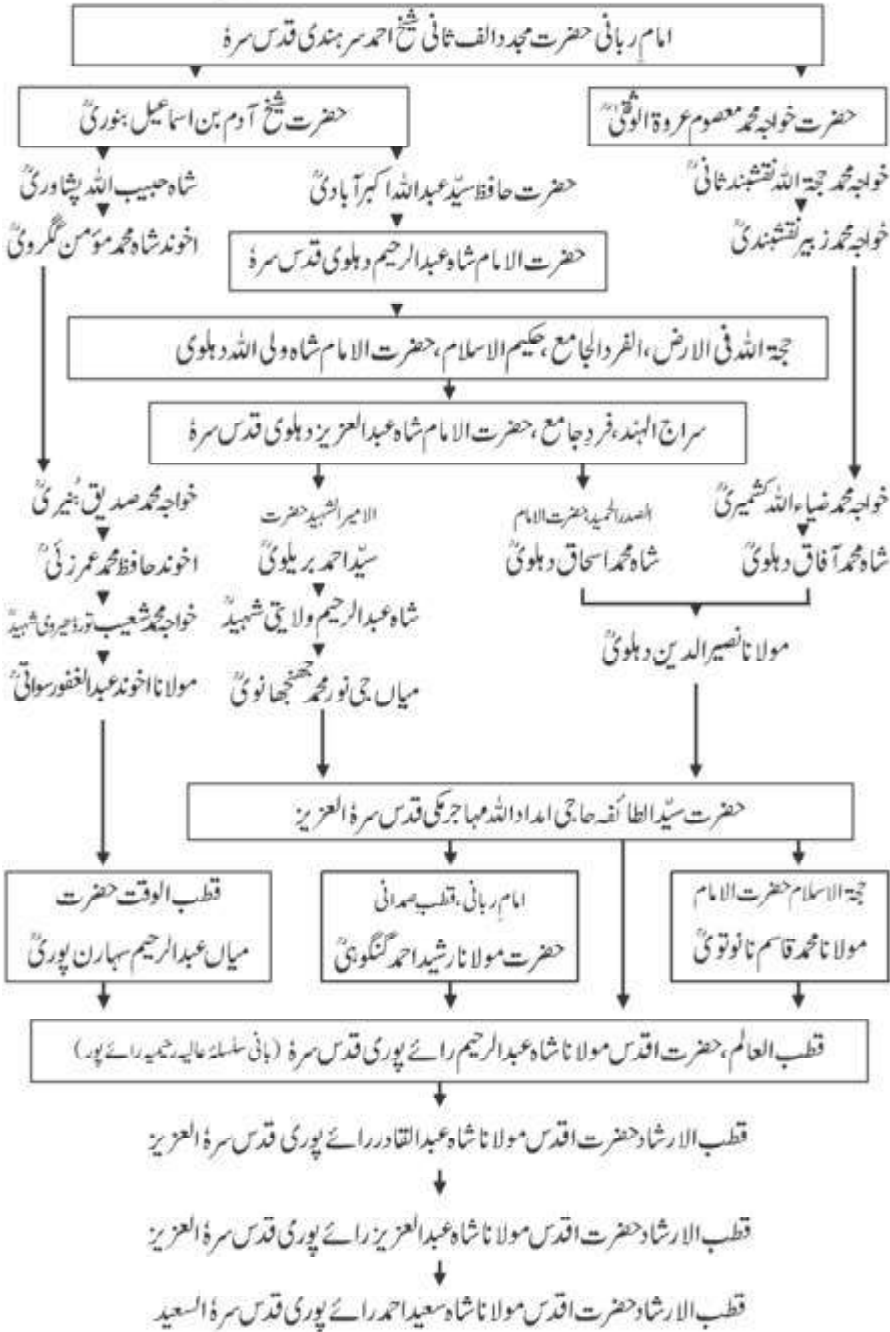 امام ربانی حضرت مجدد الف ثانی شیخ احمد سرہندی قدس سرہٗ
حضرت خواجہ محمد معصوم عروۃ الوثقیٰؒ
حضرت شیخ آدم بن اسماعیل بنوریؒ
خواجہ محمد حجۃ اللہ نقشبند ثانیؒ
حضرت حافظ سیّد عبداللہ اکبر آبادیؒ
شاہ حبیب اللہ پشاوریؒ
خواجہ محمد زبیر نقشبندیؒ
حضرت الامام شاہ عبدالرحیم دہلوی قدس سرہٗ
اخوند شاہ محمد مؤمن گگرویؒ
حجۃ اللہ فی الارض، الفرد الجامع، حکیم الاسلام، حضرت الامام شاہ ولی اللہ دہلوی
سراج الہند، فردِ جامع، حضرت الامام شاہ عبدالعزیز دہلوی قدس سرہٗ
خواجہ محمد ضیاء اللہ کشمیریؒ
الصدر الحمید حضرت الامام
الامیر الشہید حضرت
خواجہ محمد صدیق بُنیریؒ
شاہ محمد آفاق دہلویؒ
شاہ محمد اسحاق دہلویؒ
سیّد احمد بریلویؒ
اخوند حافظ محمد عمرزئیؒ
شاہ عبدالرحیم ولایتی شہیدؒ
خواجہ محمد شعیب تورڈھیروی شہیدؒ
مولانا نصیر الدین دہلویؒ
میاں جی نور محمد جھنجھانویؒ
مولانا اخوند عبدالغفور سواتیؒ
حضرت سیّد الطائفہ حاجی امداد اللہ مہاجر مکی قدس سرہٗ العزیز
حجۃ الاسلام حضرت الامام
مولانا محمد قاسم نانوتویؒ
امامِ ربانی، قطبِ صمدانی
حضرت مولانا رشید احمد گنگوہیؒ
قطب الوقت حضرت
میاں عبدالرحیم سہارن پوریؒ
قطب العالم، حضرت اقدس مولانا شاہ عبدالرحیم رائے پوری قدس سرہٗ (بانی سلسلۂ عالیہ رحیمیہ رائے پور)
قطب الارشاد حضرت اقدس مولانا شاہ عبدالقادر رائے پوری قدس سرہٗ العزیز
قطب الارشاد حضرت اقدس مولانا شاہ عبدالعزیز رائے پوری قدس سرہٗ العزیز
قطب الارشاد حضرت اقدس مولانا شاہ سعید احمد رائے پوری قدس سرہٗ السعید